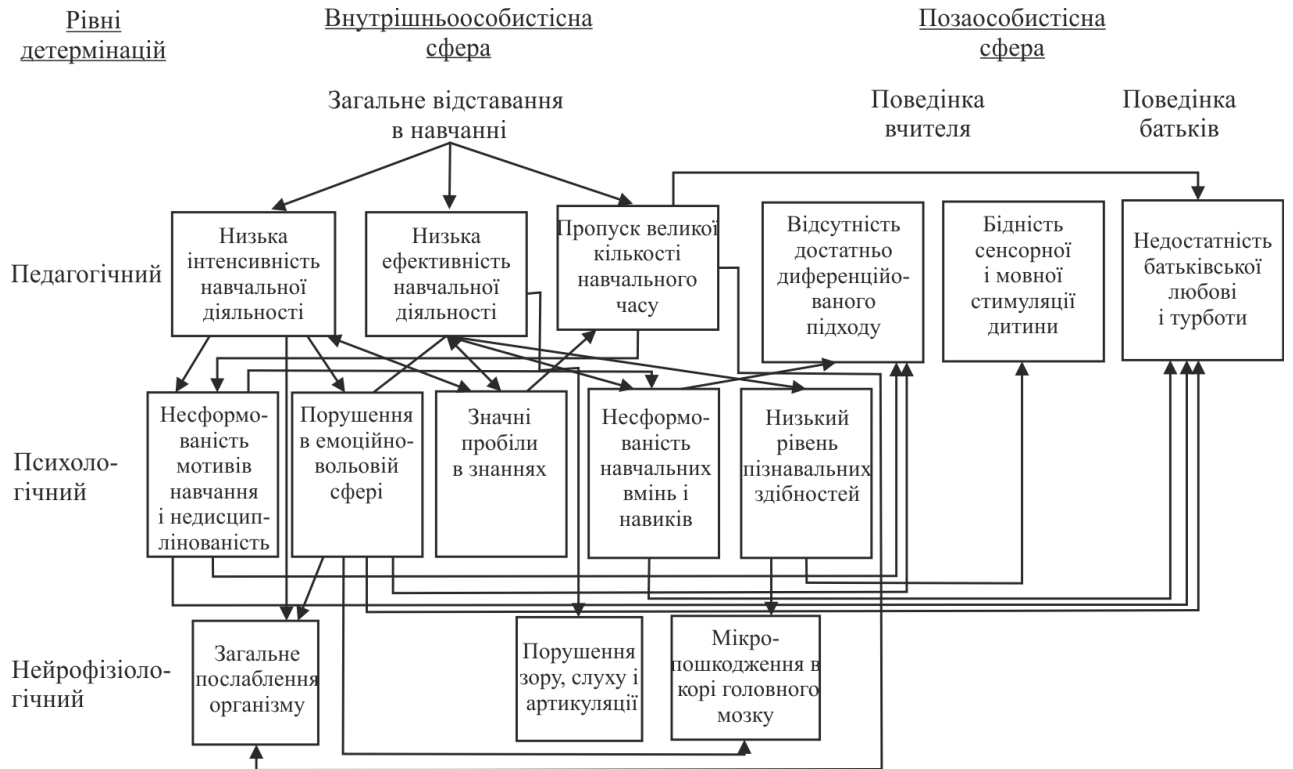 Рівні
детермінацій
Внутрішньоособистісна
сфера
Позаособистісна
сфера
Загальне відставання
в навчанні
Поведінка
вчителя
Поведінка
батьків
Педагогічний
Низька
інтенсивність
навчальної
діяльності
Низька
ефективність
навчальної
діяльності
Пропуск великої
кількості
навчального
часу
Відсутність
достатньо
диференційо-
ваного
підходу
Бідність
сенсорної
і мовної
стимуляції
дитини
Недостатність
батьківської
любові
і турботи
Психоло-
гічний
Несформо-
ованість
мотивів
навчання
і недисцип-
лінованість
Порушення
в емоційно-
вольовій
сфері
Значні
пробіли
в знаннях
Несформо-
ованість
навчальних
вмінь і
навиків
Низький
рівень
пізнавальних
здібностей
Нейрофізіоло-
гічний
Загальне
послаблення
організму
Порушення
зору, слуху і
артикуляції
Мікро-
пошкодження в
корі головного
мозку